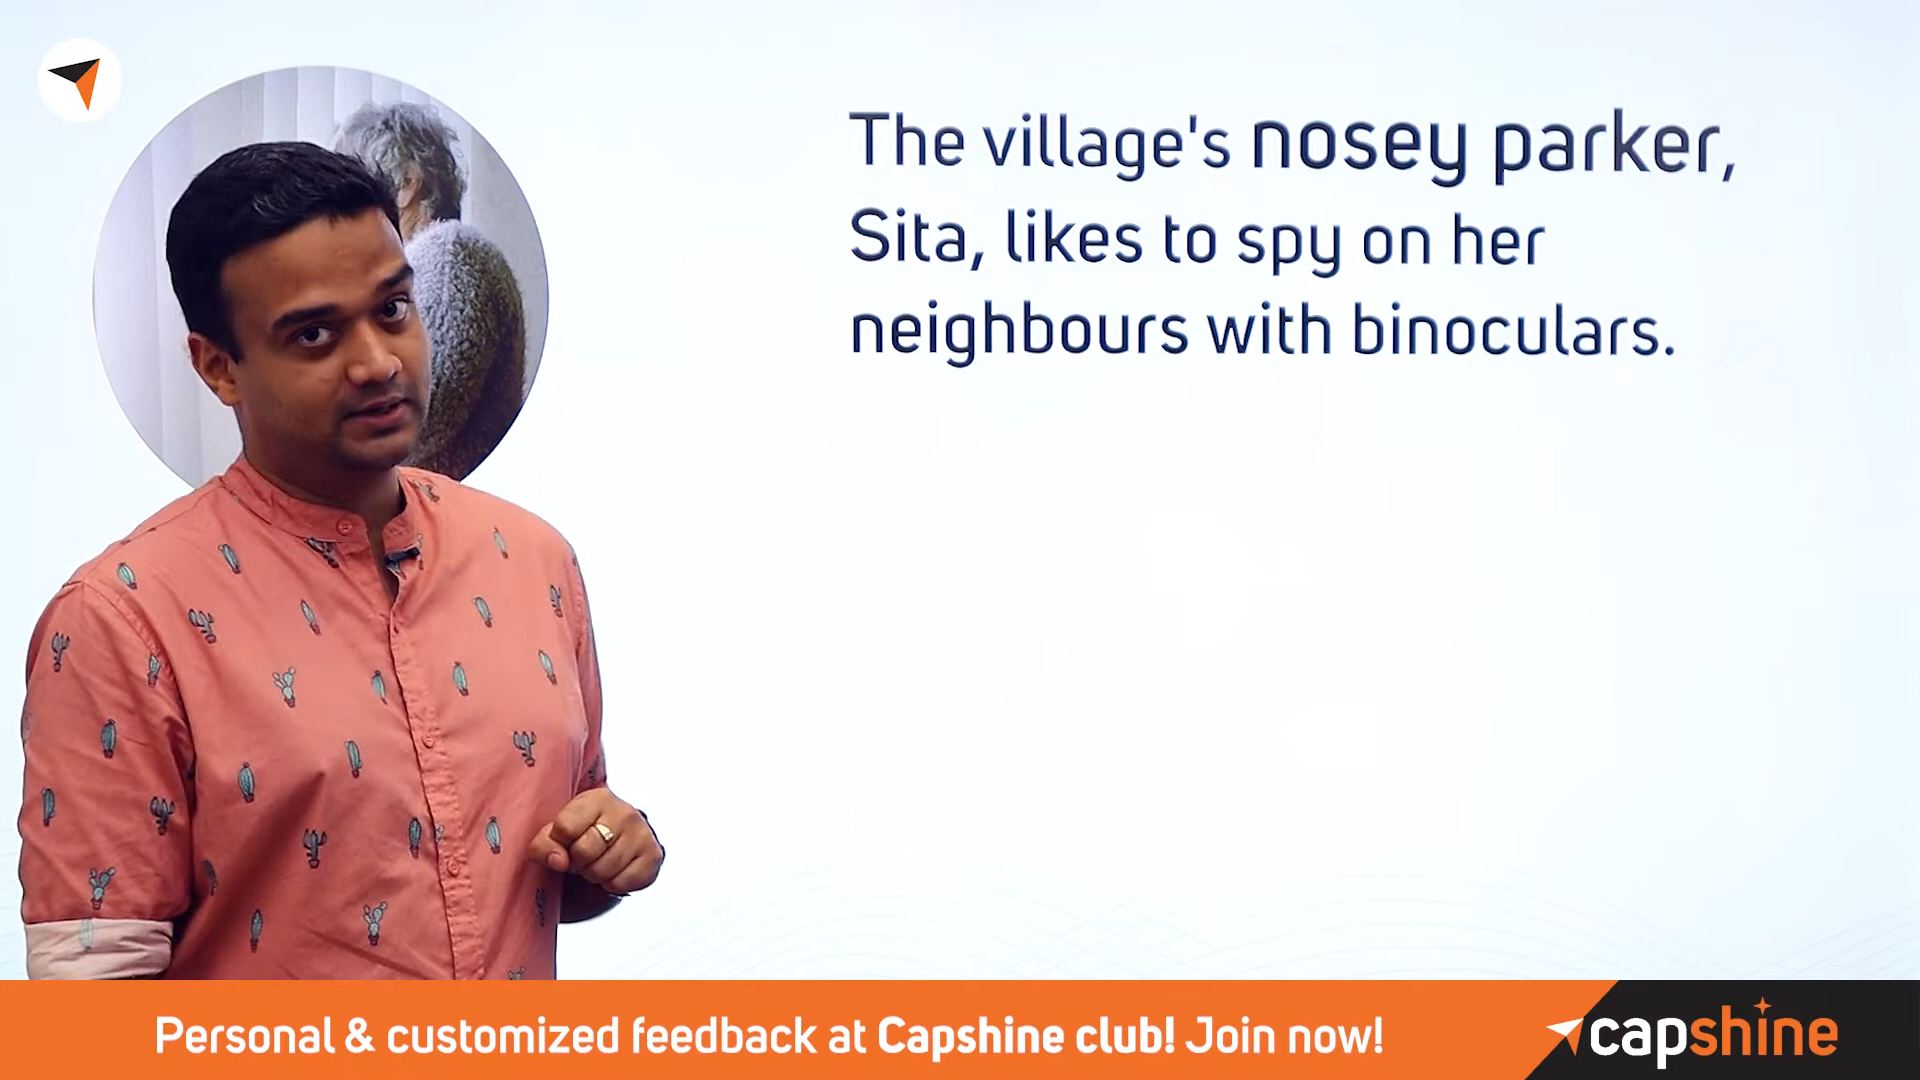 The village's nosey parker,
Sita, likes to spy on her
neighbours with binoculars.
Personal & customized feedback at Capshine club! Join now!
capshine